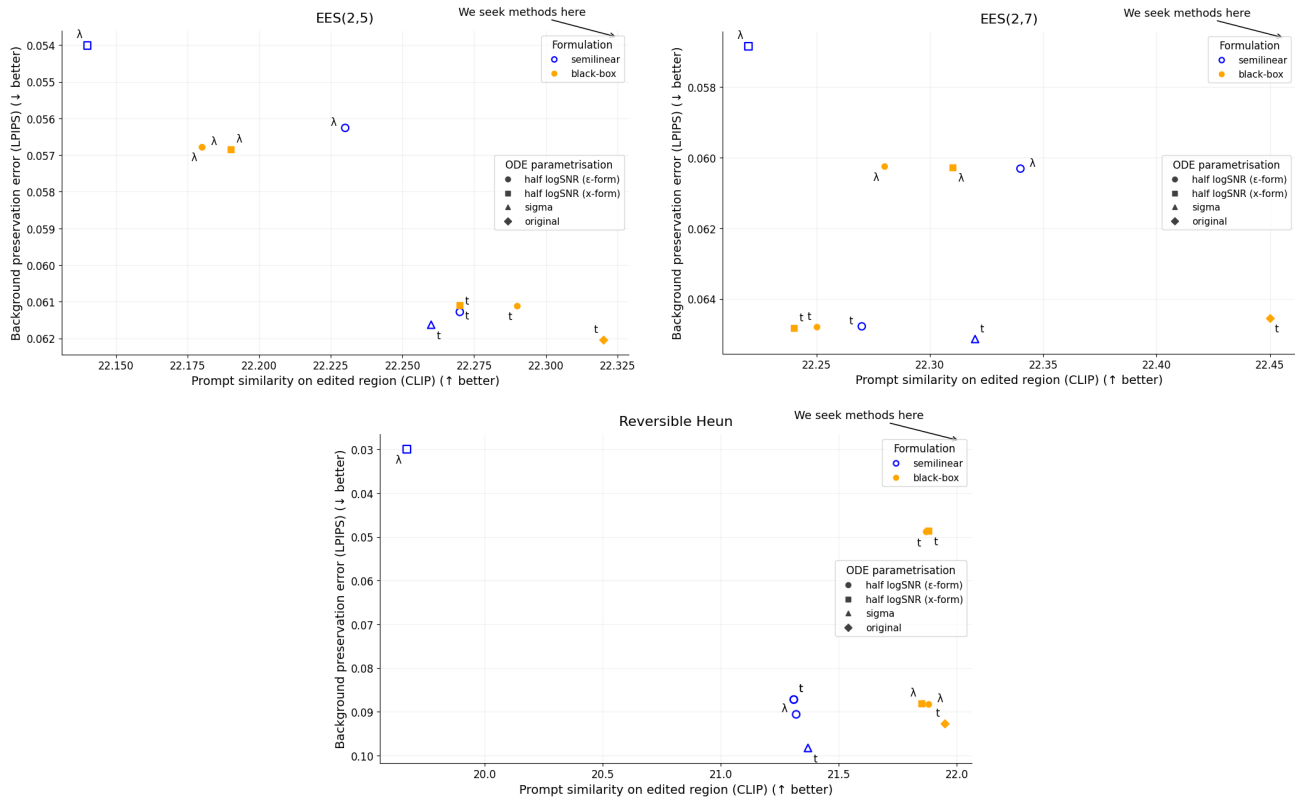 EES(2,5)
We seek methods here
Background preservation error (LPIPS) (↓ better)
0.054
0.055
0.056
0.057
0.058
0.059
0.060
0.061
0.062
λ
λ
λ
λ
λ
t
t
t
t
t
Formulation
semilinear
black-box
ODE parametrisation
half logSNR (ε-form)
half logSNR (x-form)
sigma
original
22.150
22.175
22.200
22.225
22.250
22.275
22.300
22.325
Prompt similarity on edited region (CLIP) (↑ better)
EES(2,7)
We seek methods here
Background preservation error (LPIPS) (↓ better)
0.058
0.060
0.062
0.064
λ
λ
λ
λ
t t
t
t
t
Formulation
semilinear
black-box
ODE parametrisation
half logSNR (ε-form)
half logSNR (x-form)
sigma
original
22.25
22.30
22.35
22.40
22.45
Prompt similarity on edited region (CLIP) (↑ better)
Reversible Heun
We seek methods here
Background preservation error (LPIPS) (↓ better)
0.03
0.04
0.05
0.06
0.07
0.08
0.09
0.10
λ
t
t
t
λ
t
λ
λ
t
Formulation
semilinear
black-box
ODE parametrisation
half logSNR (ε-form)
half logSNR (x-form)
sigma
original
20.0
20.5
21.0
21.5
22.0
Prompt similarity on edited region (CLIP) (↑ better)